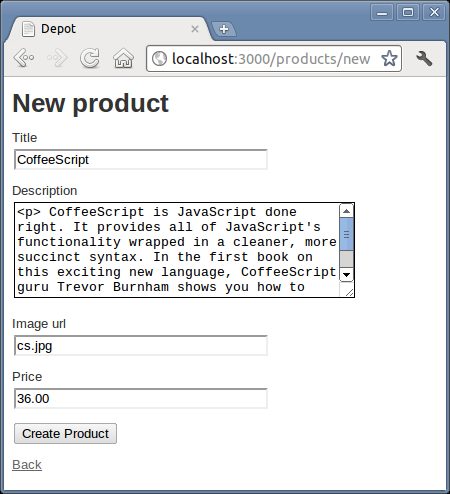 Depot
localhost:3000/products/new
New product
Title
CoffeeScript
Description
<p> CoffeeScript is JavaScript done
right. It provides all of JavaScript's
functionality wrapped in a cleaner, more
succinct syntax. In the first book on
this exciting new language, CoffeeScript
guru Trevor Burnham shows you how to
Image url
cs.jpg
Price
36.00
Create Product
Back